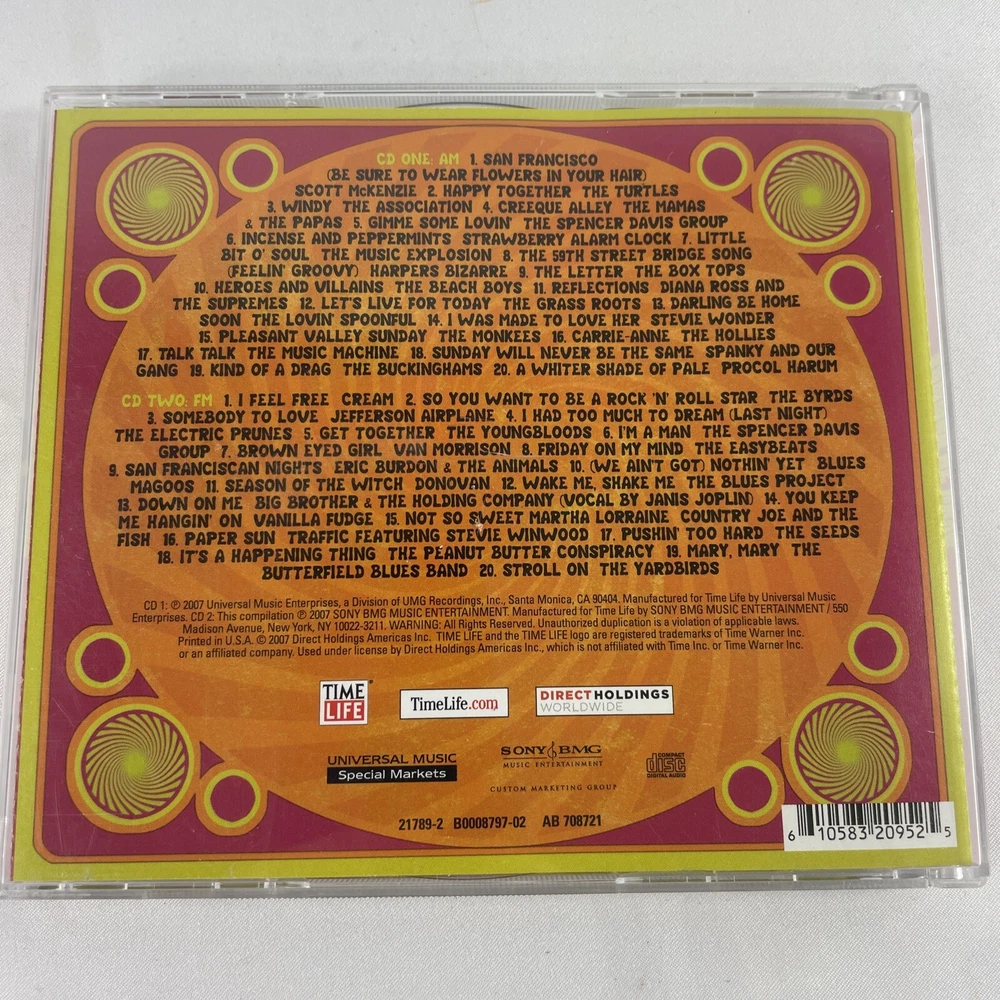 CD ONE: AM 1. SAN FRANCISCO
(BE SURE TO WEAR FLOWERS IN YOUR HAIR)
SCOTT McKENZIE 2. HAPPY TOGETHER THE TURTLES
3. WINDY THE ASSOCIATION 4. CREEQUE ALLEY THE MAMAS
& THE PAPAS 5. GIMME SOME LOVIN' THE SPENCER DAVIS GROUP
6. INCENSE AND PEPPERMINTS STRAWBERRY ALARM CLOCK 7. LITTLE
BIT O' SOUL THE MUSIC EXPLOSION 8. THE 59TH STREET BRIDGE SONG
(FEELIN' GROOVY) HARPERS BIZARRE 9. THE LETTER THE BOX TOPS
10. HEROES AND VILLAINS THE BEACH BOYS 11. REFLECTIONS DIANA ROSS AND
THE SUPREMES 12. LET'S LIVE FOR TODAY THE GRASS ROOTS 13. DARLING BE HOME
SOON THE LOVIN' SPOONFUL 14. I WAS MADE TO LOVE HER STEVIE WONDER
15. PLEASANT VALLEY SUNDAY THE MONKEES 16. CARRIE-ANNE THE HOLLIES
17. TALK TALK THE MUSIC MACHINE 18. SUNDAY WILL NEVER BE THE SAME SPANKY AND OUR
GANG 19. KIND OF A DRAG THE BUCKINGHAMS 20. A WHITER SHADE OF PALE PROCOL HARUM
CD TWO: FM 1. I FEEL FREE CREAM 2. SO YOU WANT TO BE A ROCK 'N' ROLL STAR THE BYRDS
3. SOMEBODY TO LOVE JEFFERSON AIRPLANE 4. I HAD TOO MUCH TO DREAM (LAST NIGHT)
THE ELECTRIC PRUNES 5. GET TOGETHER THE YOUNGBLOODS 6. I'M A MAN THE SPENCER DAVIS
GROUP 7. BROWN EYED GIRL VAN MORRISON 8. FRIDAY ON MY MIND THE EASYBEATS
9. SAN FRANCISCAN NIGHTS ERIC BURDON & THE ANIMALS 10. (WE AIN'T GOT) NOTHIN' YET BLUES
MAGOOS 11. SEASON OF THE WITCH DONOVAN 12. WAKE ME, SHAKE ME THE BLUES PROJECT
13. DOWN ON ME BIG BROTHER & THE HOLDING COMPANY (VOCAL BY JANIS JOPLIN) 14. YOU KEEP
ME HANGIN' ON VANILLA FUDGE 15. NOT SO SWEET MARTHA LORRAINE COUNTRY JOE AND THE
FISH 16. PAPER SUN TRAFFIC FEATURING STEVIE WINWOOD 17. PUSHIN' TOO HARD THE SEEDS
18. IT'S A HAPPENING THING THE PEANUT BUTTER CONSPIRACY 19. MARY, MARY THE
BUTTERFIELD BLUES BAND 20. STROLL ON THE YARDBIRDS
CD 1: ℗ 2007 Universal Music Enterprises, a Division of UMG Recordings, Inc., Santa Monica, CA 90404. Manufactured for Time Life by Universal Music
Enterprises. CD 2: This compilation ℗ 2007 SONY BMG MUSIC ENTERTAINMENT. Manufactured for Time Life by SONY BMG MUSIC ENTERTAINMENT / 550
Madison Avenue, New York, NY 10022-3211. WARNING: All Rights Reserved. Unauthorized duplication is a violation of applicable laws.
Printed in U.S.A. © 2007 Direct Holdings Americas Inc. TIME LIFE and the TIME LIFE logo are registered trademarks of Time Warner Inc.
or an affiliated company. Used under license by Direct Holdings Americas Inc., which is not affiliated with Time Inc. or Time Warner Inc.
TIME LIFE®
TimeLife.com
DIRECT HOLDINGS WORLDWIDE
UNIVERSAL MUSIC
Special Markets
SONY BMG
MUSIC ENTERTAINMENT
CUSTOM MARKETING GROUP
COMPACT disc DIGITAL AUDIO
21789-2 B0008797-02 AB 708721
6 10583 20952 5